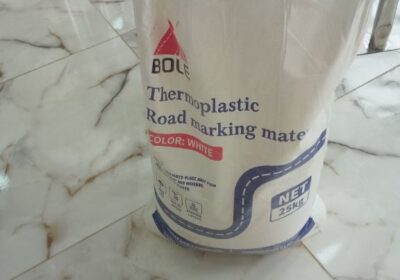 BOLE
Thermoplastic
Road marking mate
COLOR: WHITE
NET
25kg